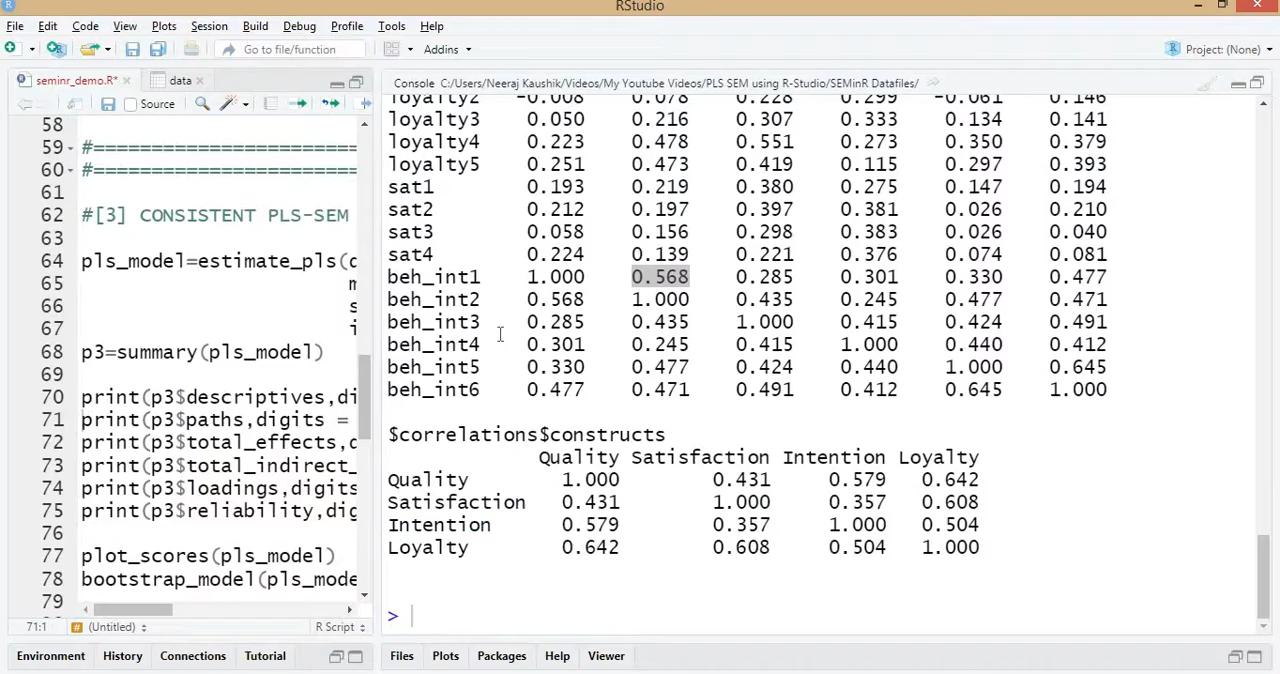 RStudio
File Edit Code View Plots Session Build Debug Profile Tools Help
Go to file/function Addins Project: (None)
seminr_demo.R* data
Console C:/Users/Neeraj Kaushik/Videos/My Youtube Videos/PLS SEM using R-Studio/SEMinR Datafiles/
Source
58
59 #========================
60 #========================
61
62 #[3] CONSISTENT PLS-SEM
63
64 pls_model=estimate_pls(d
65 m
66 s
67 i
68 p3=summary(pls_model)
69
70 print(p3$descriptives,di
71 print(p3$paths,digits =
72 print(p3$total_effects,d
73 print(p3$total_indirect_
74 print(p3$loadings,digits
75 print(p3$reliability,dig
76
77 plot_scores(pls_model)
78 bootstrap_model(pls_mode
79
71:1 # (Untitled) R Script
loyalty2 -0.008 0.078 0.228 0.299 -0.061 0.146
loyalty3 0.050 0.216 0.307 0.333 0.134 0.141
loyalty4 0.223 0.478 0.551 0.273 0.350 0.379
loyalty5 0.251 0.473 0.419 0.115 0.297 0.393
sat1 0.193 0.219 0.380 0.275 0.147 0.194
sat2 0.212 0.197 0.397 0.381 0.026 0.210
sat3 0.058 0.156 0.298 0.383 0.026 0.040
sat4 0.224 0.139 0.221 0.376 0.074 0.081
beh_int1 1.000 0.568 0.285 0.301 0.330 0.477
beh_int2 0.568 1.000 0.435 0.245 0.477 0.471
beh_int3 0.285 0.435 1.000 0.415 0.424 0.491
beh_int4 0.301 0.245 0.415 1.000 0.440 0.412
beh_int5 0.330 0.477 0.424 0.440 1.000 0.645
beh_int6 0.477 0.471 0.491 0.412 0.645 1.000
$correlations$constructs
Quality Satisfaction Intention Loyalty
Quality 1.000 0.431 0.579 0.642
Satisfaction 0.431 1.000 0.357 0.608
Intention 0.579 0.357 1.000 0.504
Loyalty 0.642 0.608 0.504 1.000
>
Environment History Connections Tutorial
Files Plots Packages Help Viewer